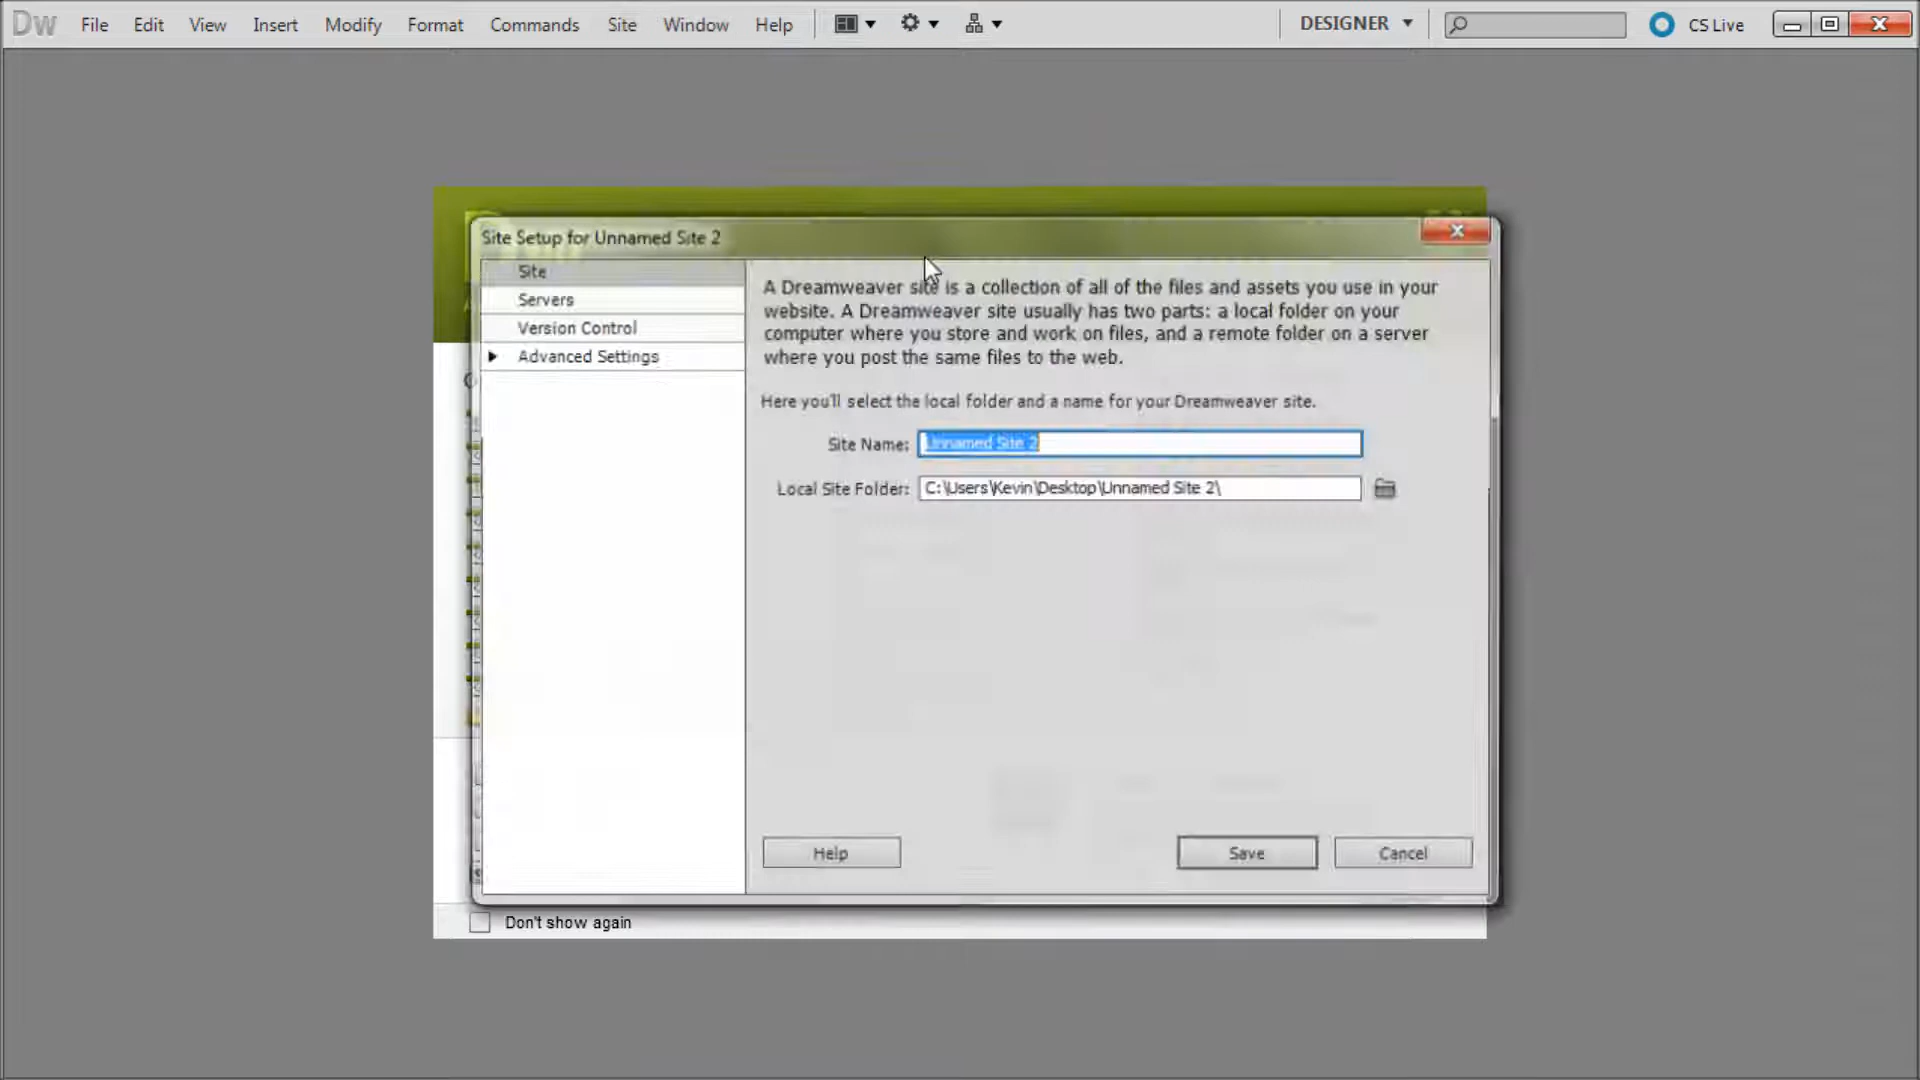 Dw File Edit View Insert Modify Format Commands Site Window Help DESIGNER CS Live
Site Setup for Unnamed Site 2
Site
Servers
Version Control
Advanced Settings
A Dreamweaver site is a collection of all of the files and assets you use in your
website. A Dreamweaver site usually has two parts: a local folder on your
computer where you store and work on files, and a remote folder on a server
where you post the same files to the web.
Here you'll select the local folder and a name for your Dreamweaver site.
Site Name: Unnamed Site 2
Local Site Folder: C:\Users\Kevin\Desktop\Unnamed Site 2\
Help Save Cancel
Don't show again